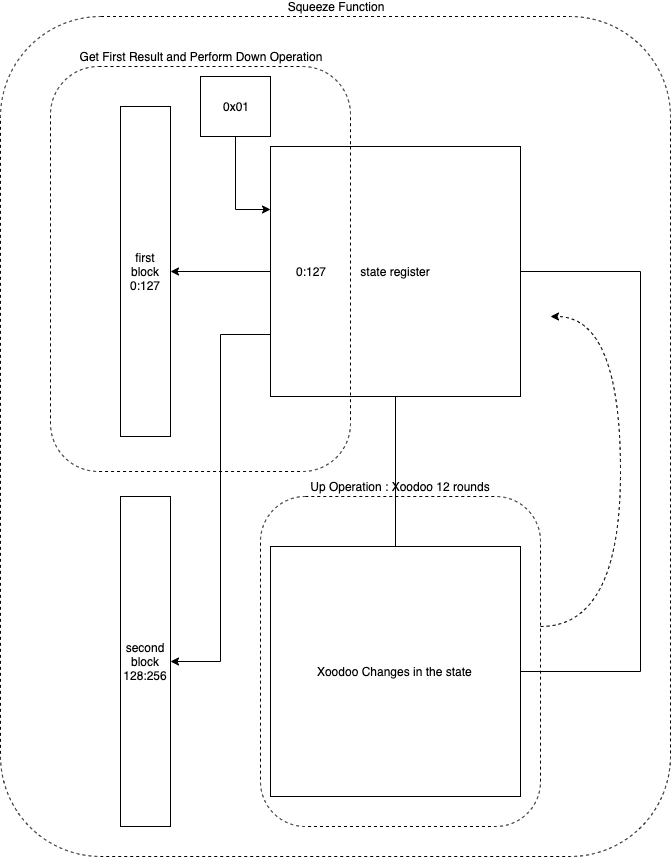 Squeeze Function
Get First Result and Perform Down Operation
0x01
first
block
0:127
0:127
state register
Up Operation : Xoodoo 12 rounds
second
block
128:256
Xoodoo Changes in the state